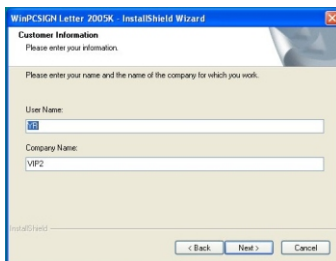 WinPCSIGN Letter 2005K - InstallShield Wizard
Customer Information
Please enter your information.
Please enter your name and the name of the company for which you work.
User Name:
YB
Company Name:
VIP2
InstallShield
< Back Next > Cancel